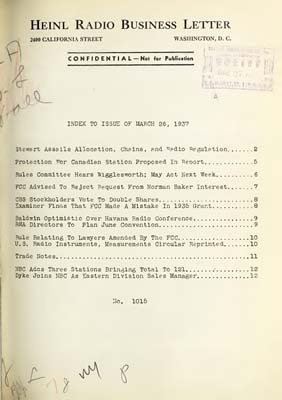 HEINL RADIO BUSINESS LETTER
2400 CALIFORNIA STREET WASHINGTON, D. C.
CONFIDENTIAL—Not for Publication
INDEX TO ISSUE OF MARCH 26, 1937
Stewart Assails Allocation, Chains, and Radio Regulation......2
Protection For Canadian Station Proposed In Report............5
Rules Committee Hears Wigglesworth; May Act Next Week.........6
FCC Advised To Reject Request From Norman Baker Interest......7
CBS Stockholders Vote To Double Shares........................8
Examiner Finds That FCC Made A Mistake In 1935 Grant..........8
Baldwin Optimistic Over Havana Radio Conference...............9
RMA Directors To Plan June Convention.........................9
Rule Relating To Lawyers Amended By The FCC..................10
U.S. Radio Instruments, Measurements Circular Reprinted......10
Trade Notes..................................................11
NBC Adds Three Stations Bringing Total To 121................12
Dyke Joins NBC As Eastern Division Sales Manager.............12
No. 1015